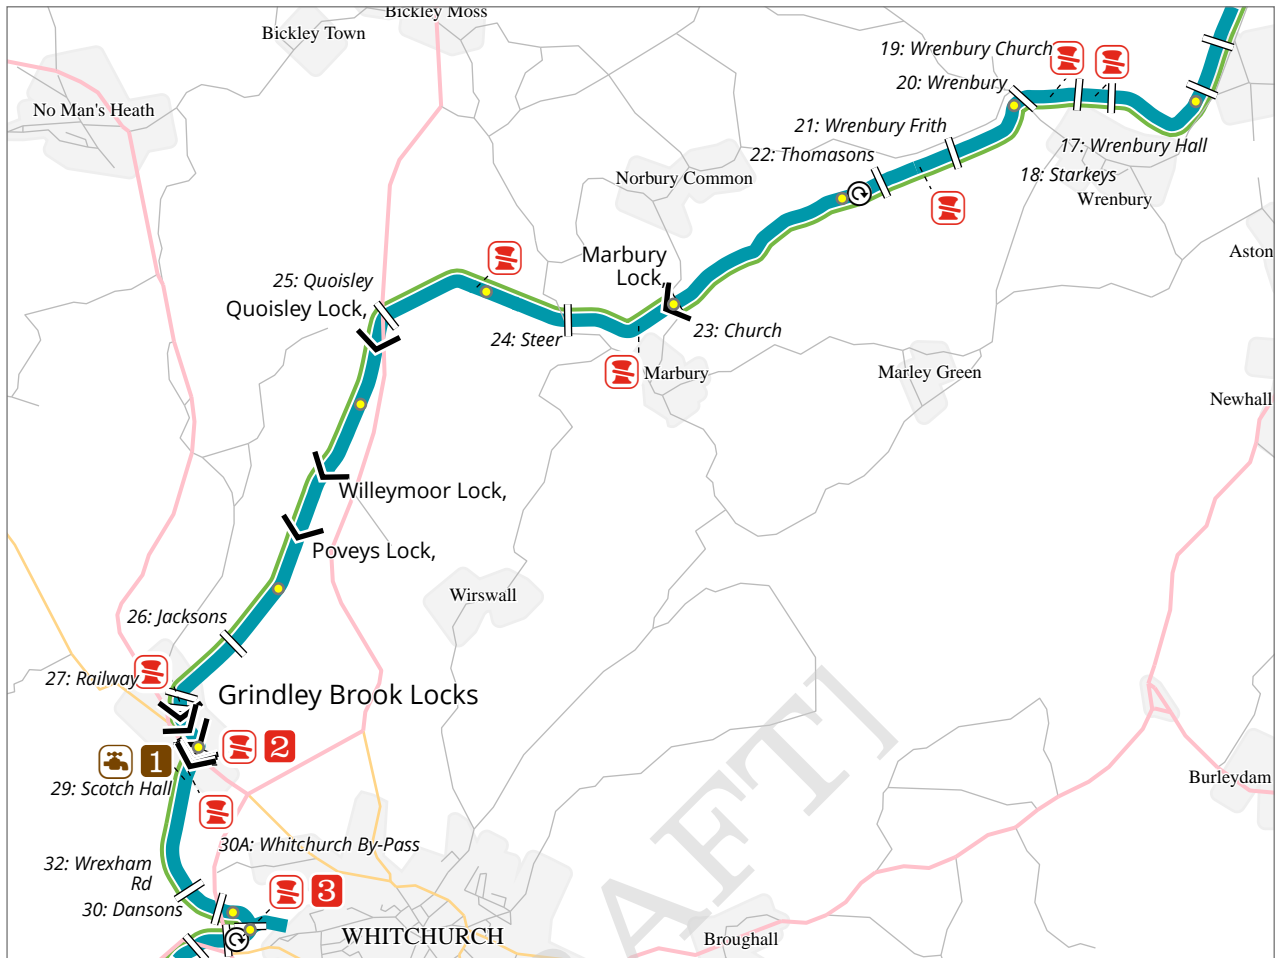 Bickley Moss
Bickley Town
No Man's Heath
19: Wrenbury Church
20: Wrenbury
21: Wrenbury Frith
22: Thomasons
17: Wrenbury Hall
18: Starkeys
Wrenbury
Norbury Common
Aston
Marbury
Lock,
25: Quoisley
Quoisley Lock,
24: Steer
23: Church
Marbury
Marley Green
Newhall
Willeymoor Lock,
Poveys Lock,
Wirswall
26: Jacksons
27: Railway
Grindley Brook Locks
2
1
29: Scotch Hall
Burleydam
30A: Whitchurch By-Pass
32: Wrexham
Rd
3
30: Dansons
WHITCHURCH
Broughall
AFT]